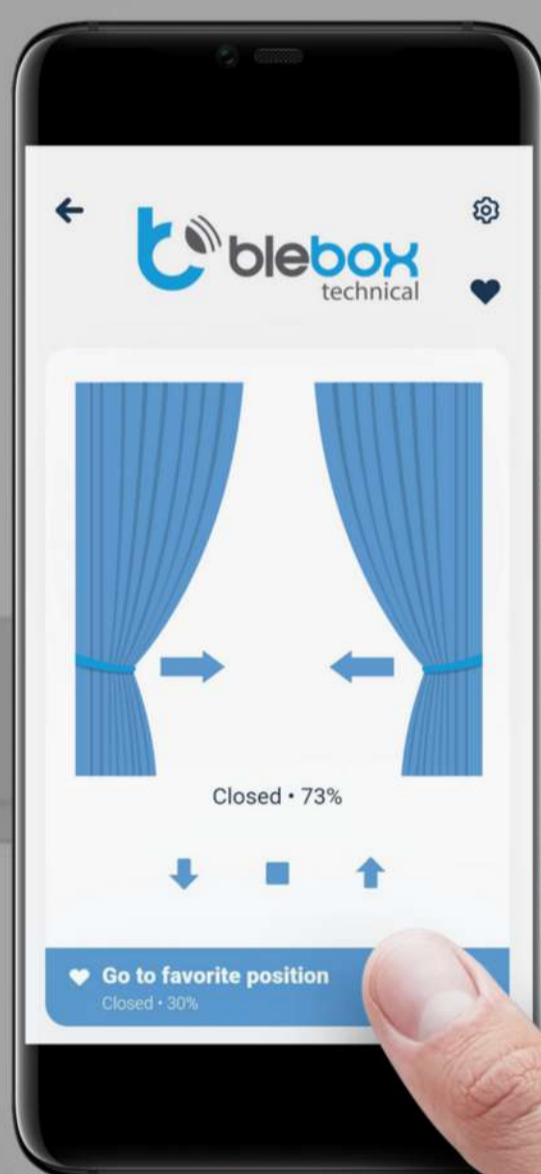 blebox
technical
Closed • 73%
Go to favorite position
Closed • 30%